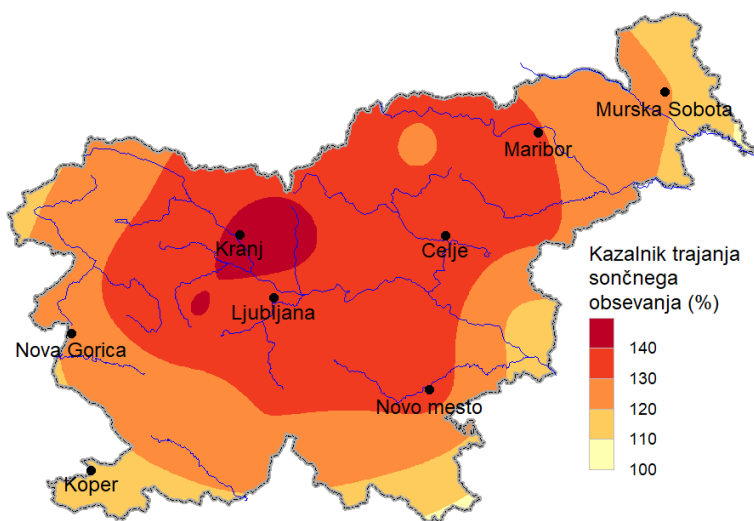 Murska Sobota
Maribor
Kranj
Celje
Ljubljana
Nova Gorica
Novo mesto
Koper
Kazalnik trajanja
sončnega
obsevanja (%)
140
130
120
110
100